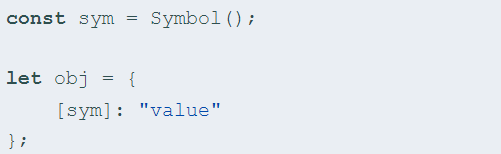 const sym = Symbol();

let obj = {
    [sym]: "value"
};